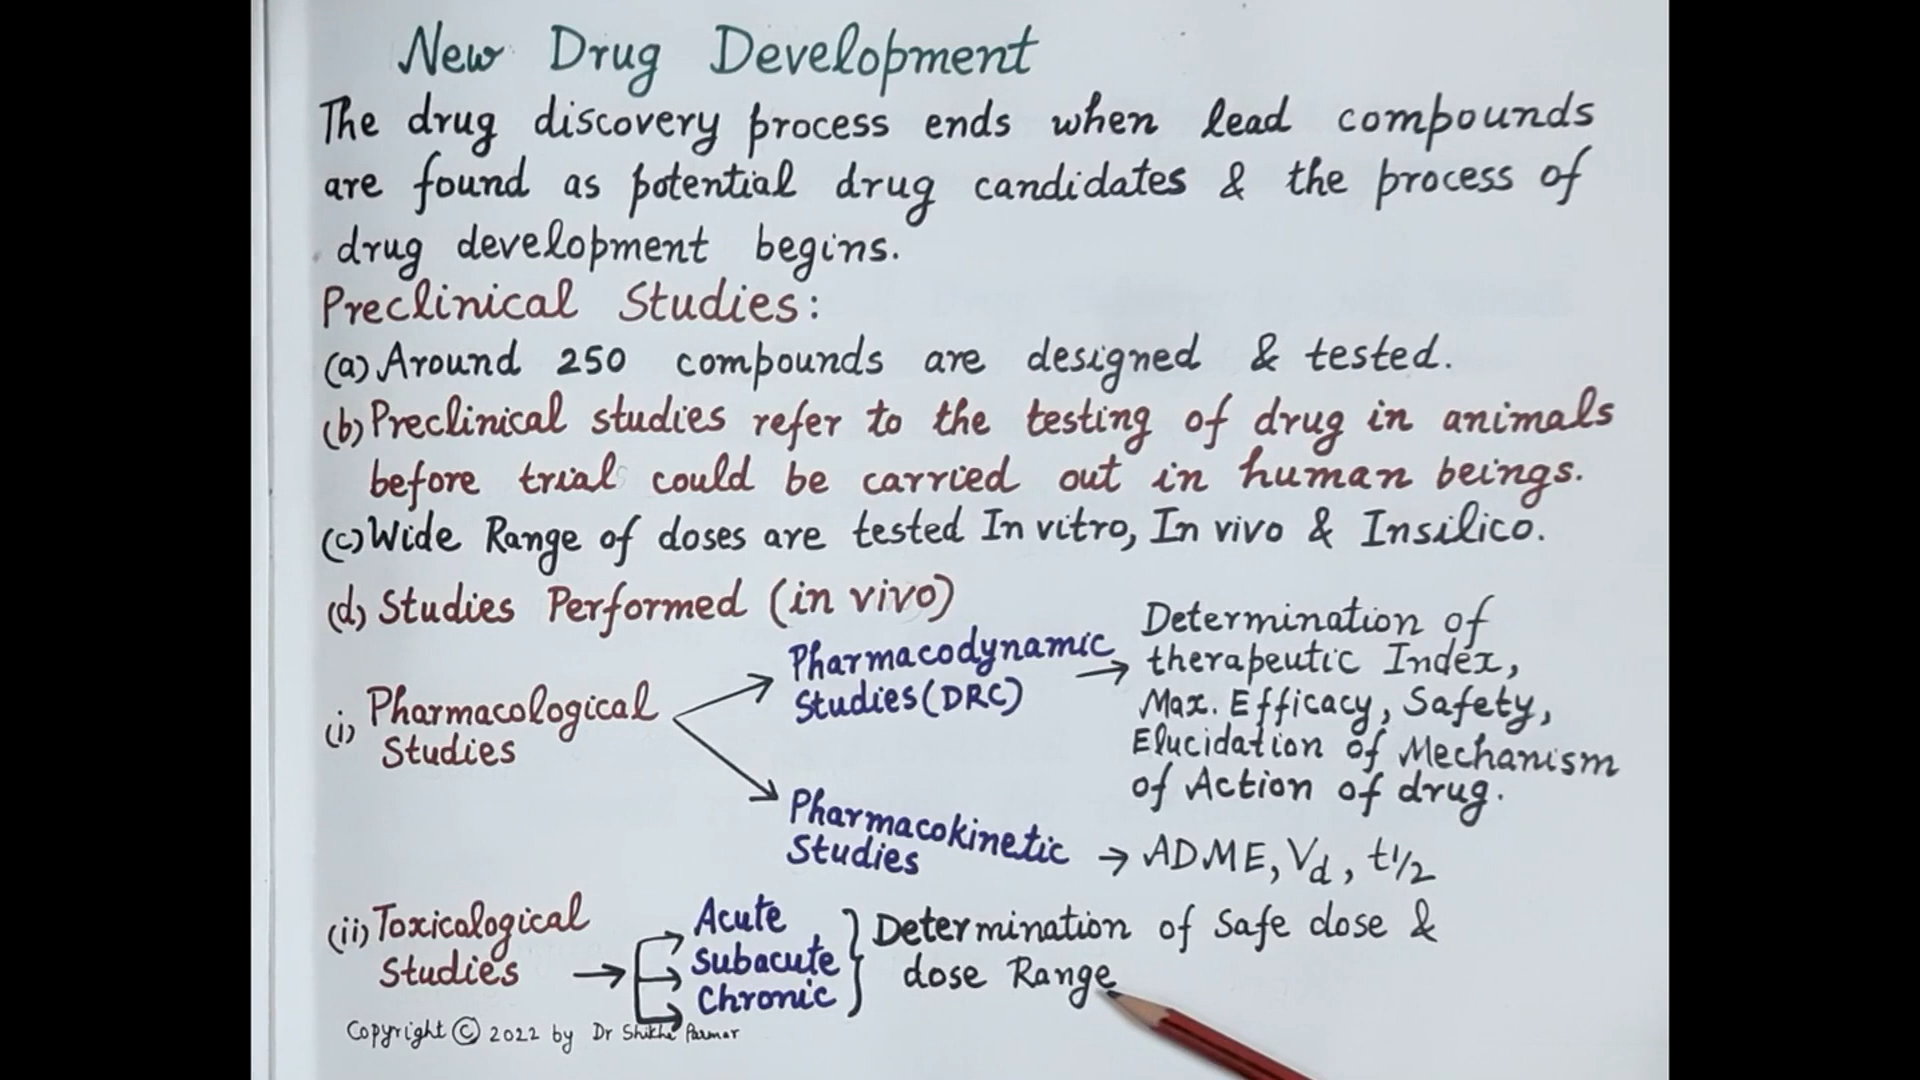 New Drug Development
The drug discovery process ends when lead compounds
are found as potential drug candidates & the process of
drug development begins.
Preclinical Studies:
(a) Around 250 compounds are designed & tested.
(b) Preclinical studies refer to the testing of drug in animals
before trial could be carried out in human beings.
(c) Wide Range of doses are tested In vitro, In vivo & Insilico.
(d) Studies Performed (in vivo)
(i) Pharmacological
Studies
Pharmacodynamic
Studies (DRC)
→ Determination of
therapeutic Index,
Max. Efficacy, Safety,
Elucidation of Mechanism
of Action of drug.
Pharmacokinetic
Studies
→ ADME, Vd, t1/2
(ii) Toxicological
Studies →
Acute
Subacute
Chronic
} Determination of Safe dose &
dose Range
Copyright © 2022 by Dr Shikha Parmar